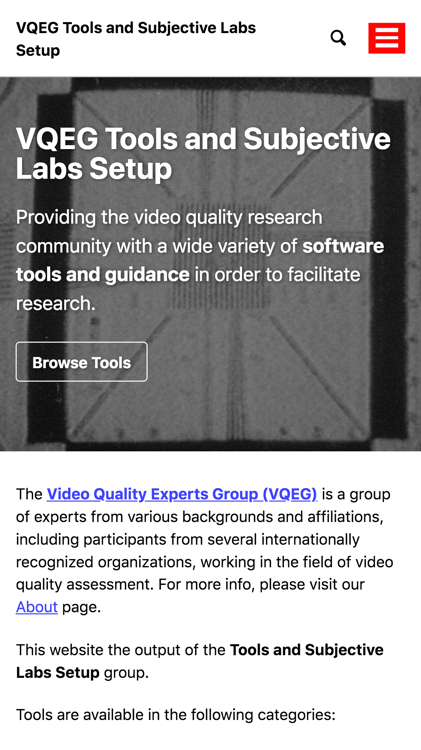 VQEG Tools and Subjective Labs
Setup
VQEG Tools and Subjective
Labs Setup
Providing the video quality research
community with a wide variety of software
tools and guidance in order to facilitate
research.
Browse Tools
The Video Quality Experts Group (VQEG) is a group
of experts from various backgrounds and affiliations,
including participants from several internationally
recognized organizations, working in the field of video
quality assessment. For more info, please visit our
About page.
This website the output of the Tools and Subjective
Labs Setup group.
Tools are available in the following categories: